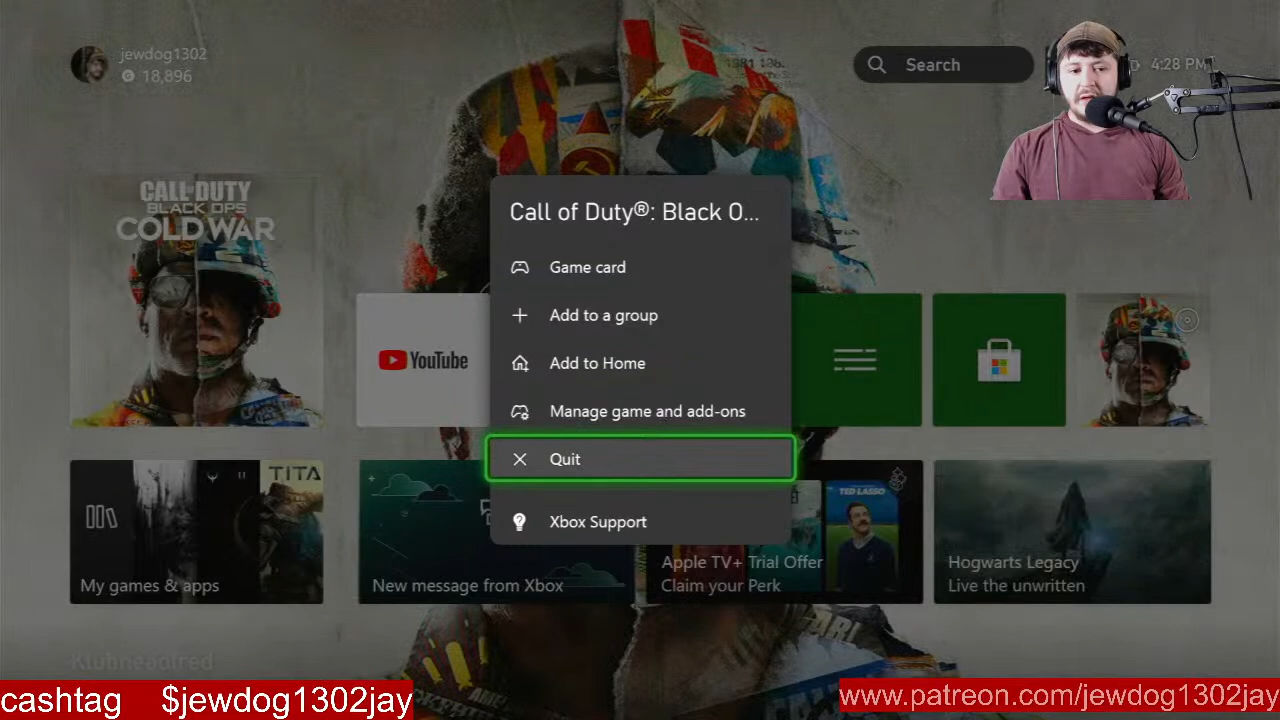 jewdog1302
18,896
Search
4:28 PM
CALL OF DUTY
BLACK OPS
COLD WAR
Call of Duty®: Black O...
Game card
Add to a group
Add to Home
Manage game and add-ons
Quit
Xbox Support
YouTube
TITA
TED LASSO
My games & apps
New message from Xbox
Apple TV+ Trial Offer
Claim your Perk
Hogwarts Legacy
Live the unwritten
cashtag $jewdog1302jay
www.patreon.com/jewdog1302jay